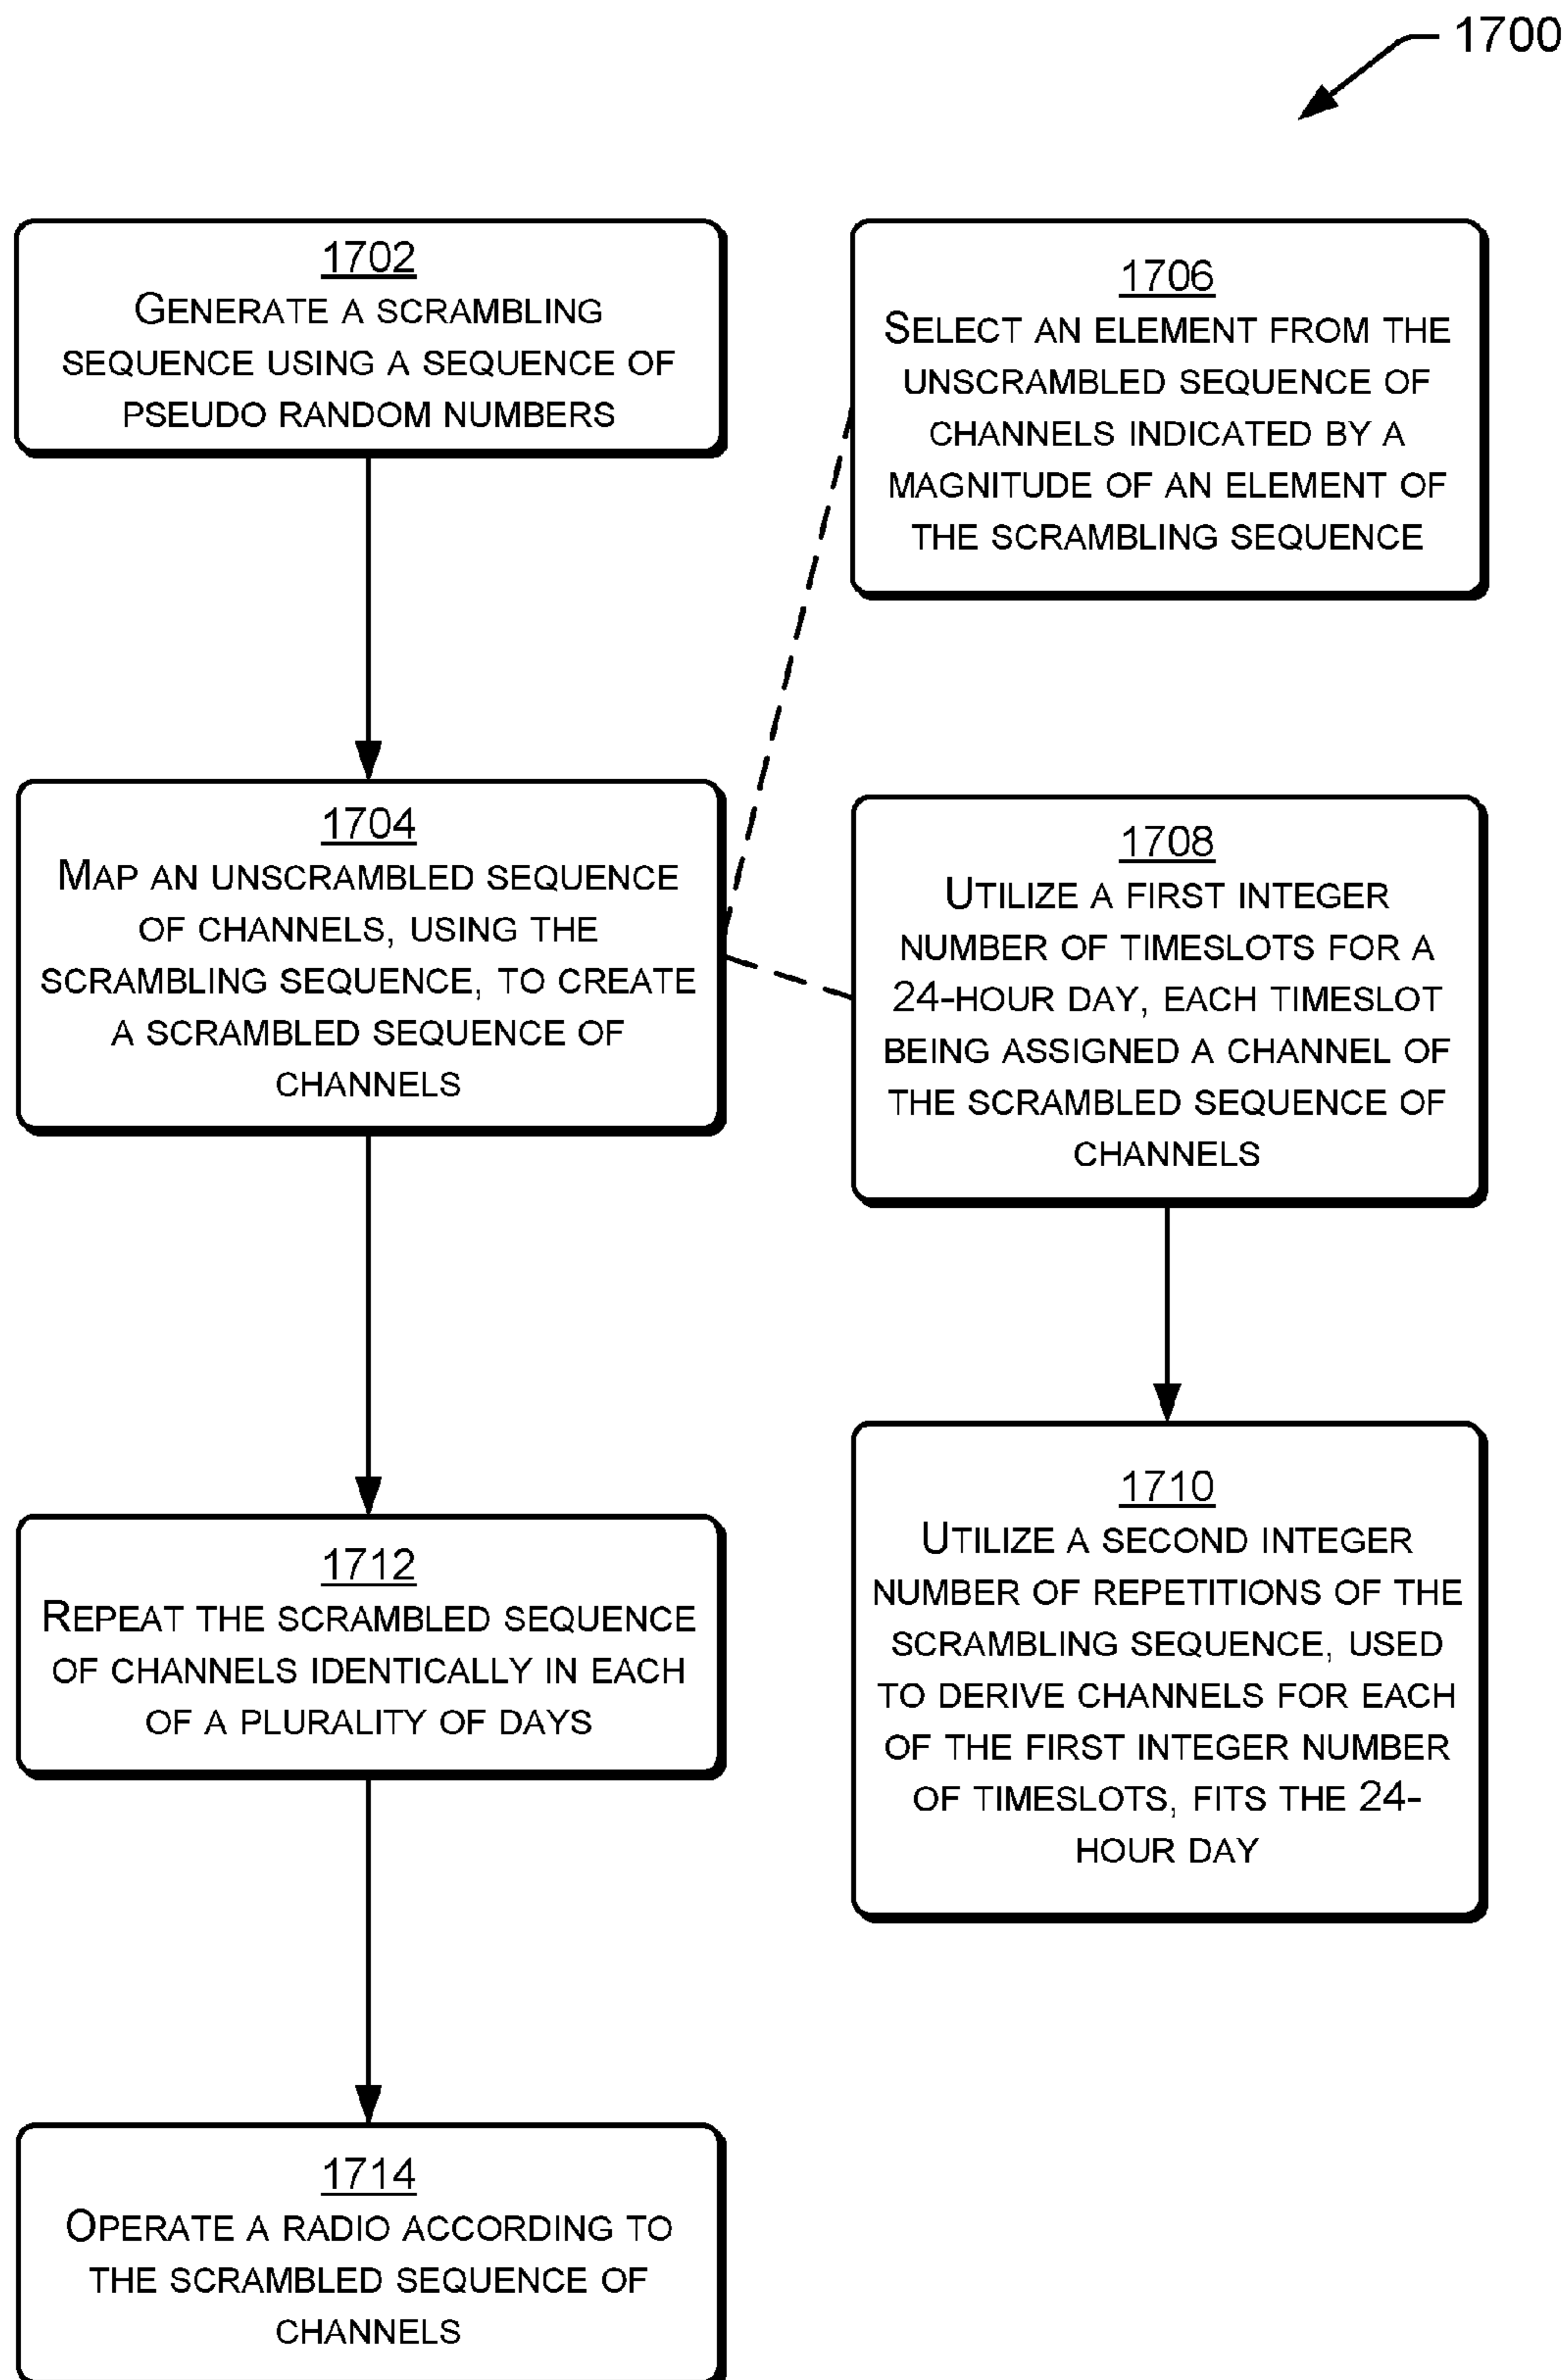 1700
1702
GENERATE A SCRAMBLING
SEQUENCE USING A SEQUENCE OF
PSEUDO RANDOM NUMBERS
1704
MAP AN UNSCRAMBLED SEQUENCE
OF CHANNELS, USING THE
SCRAMBLING SEQUENCE, TO CREATE
A SCRAMBLED SEQUENCE OF
CHANNELS
1706
SELECT AN ELEMENT FROM THE
UNSCRAMBLED SEQUENCE OF
CHANNELS INDICATED BY A
MAGNITUDE OF AN ELEMENT OF
THE SCRAMBLING SEQUENCE
1708
UTILIZE A FIRST INTEGER
NUMBER OF TIMESLOTS FOR A
24-HOUR DAY, EACH TIMESLOT
BEING ASSIGNED A CHANNEL OF
THE SCRAMBLED SEQUENCE OF
CHANNELS
1710
UTILIZE A SECOND INTEGER
NUMBER OF REPETITIONS OF THE
SCRAMBLING SEQUENCE, USED
TO DERIVE CHANNELS FOR EACH
OF THE FIRST INTEGER NUMBER
OF TIMESLOTS, FITS THE 24-
HOUR DAY
1712
REPEAT THE SCRAMBLED SEQUENCE
OF CHANNELS IDENTICALLY IN EACH
OF A PLURALITY OF DAYS
1714
OPERATE A RADIO ACCORDING TO
THE SCRAMBLED SEQUENCE OF
CHANNELS